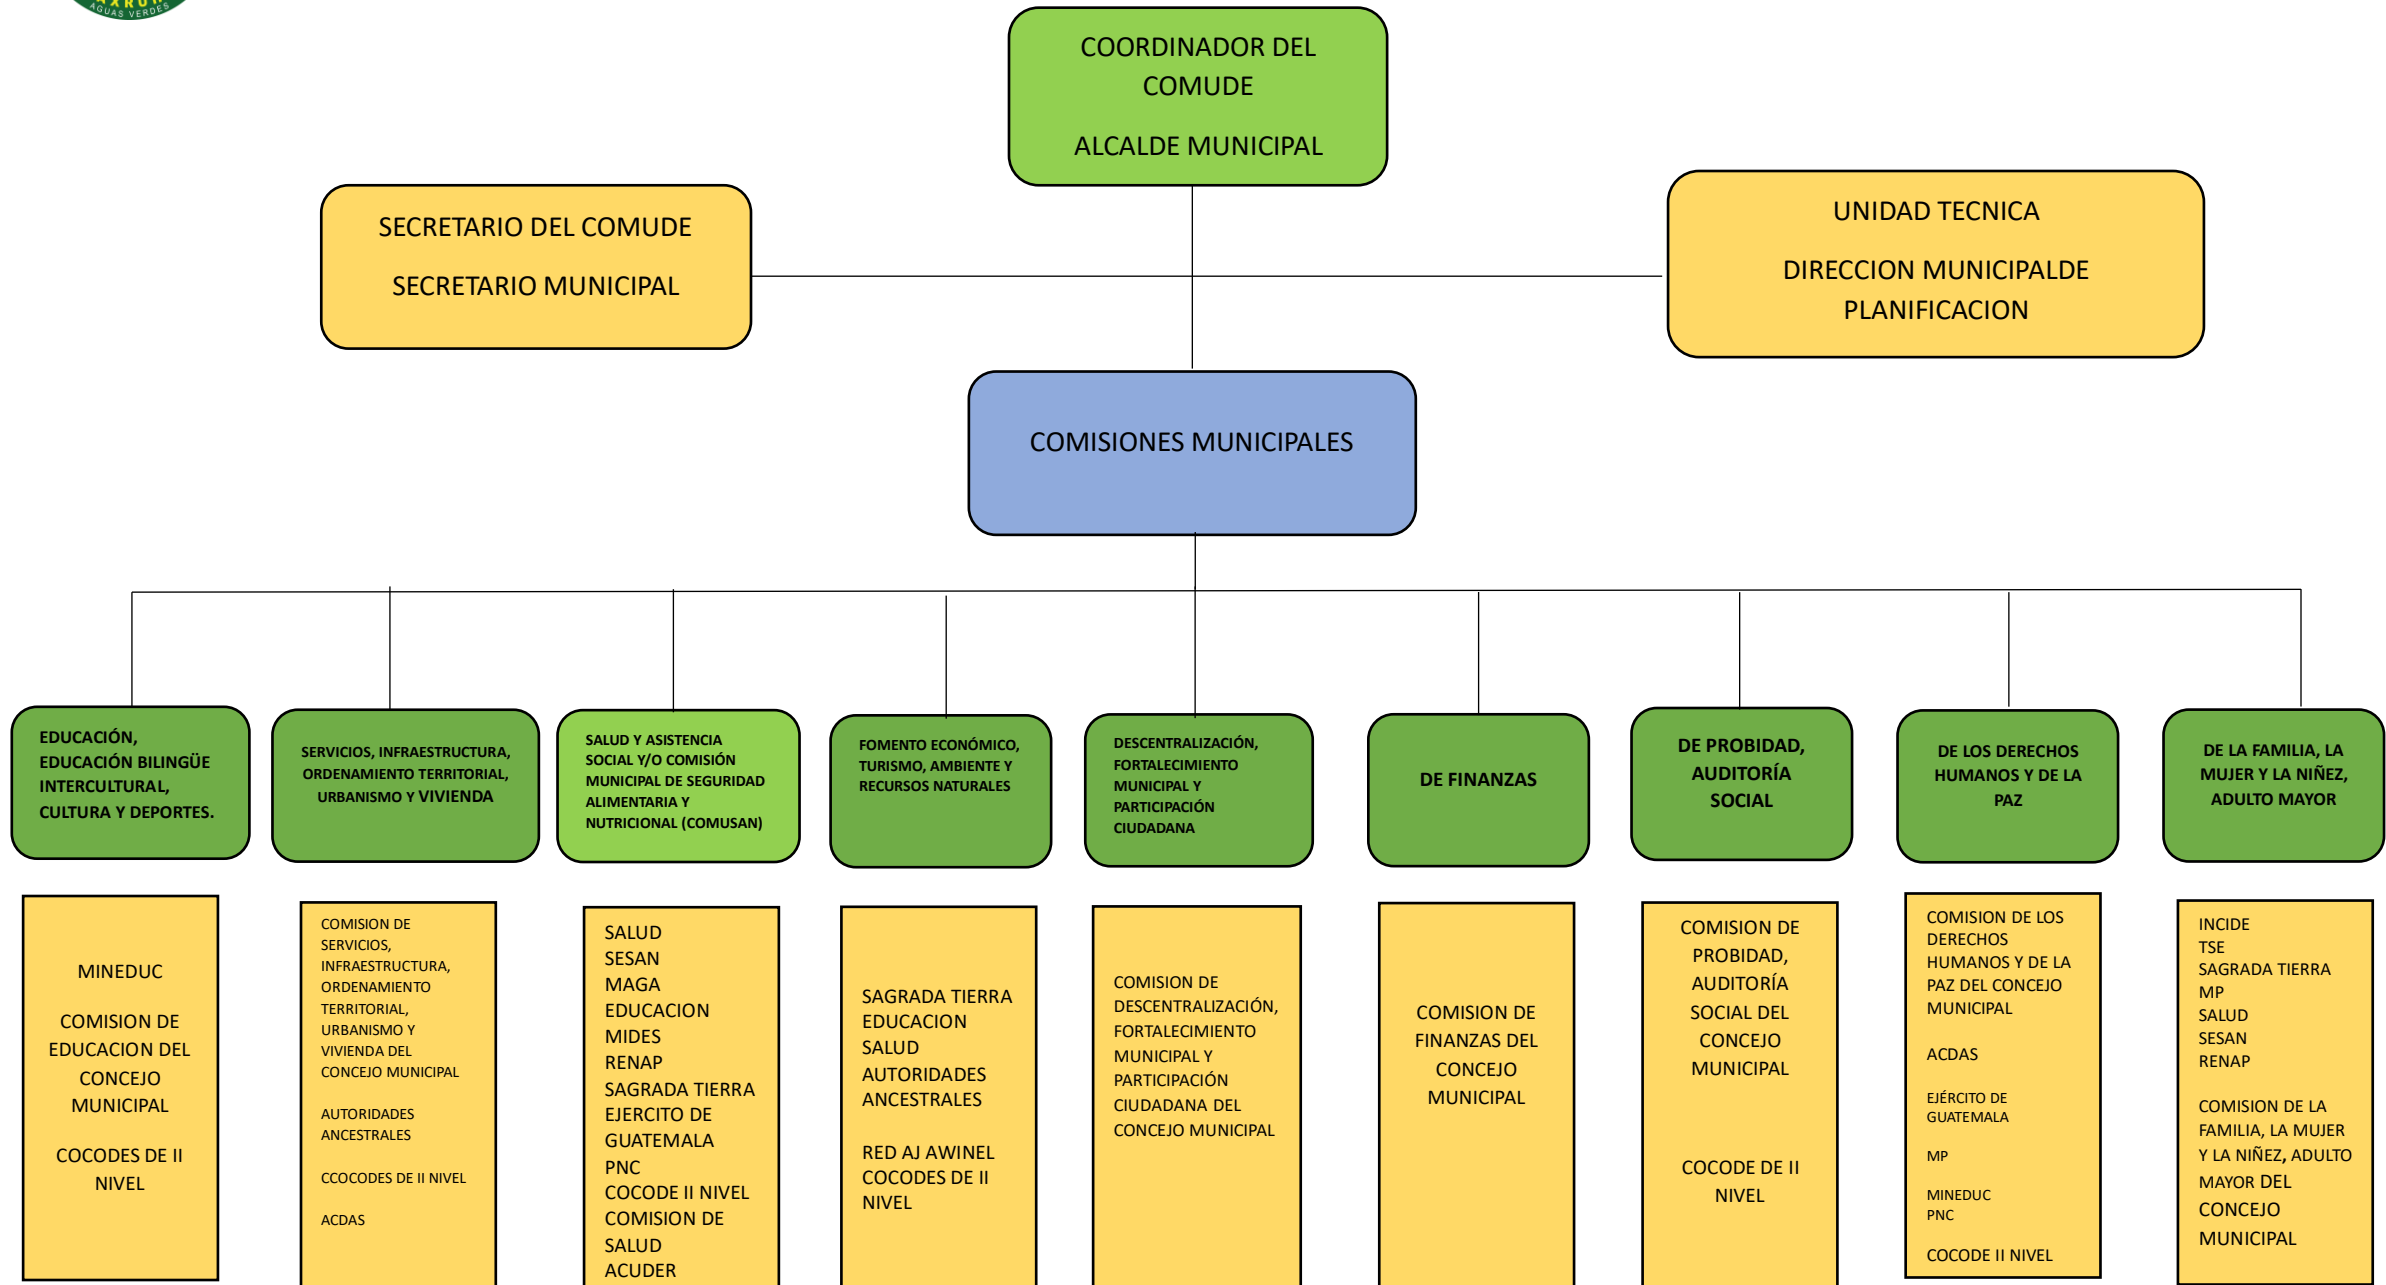 AGUAS VERDES
COORDINADOR DEL
COMUDE
ALCALDE MUNICIPAL
SECRETARIO DEL COMUDE
SECRETARIO MUNICIPAL
UNIDAD TECNICA
DIRECCION MUNICIPALDE
PLANIFICACION
COMISIONES MUNICIPALES
EDUCACIÓN,
EDUCACIÓN BILINGÜE
INTERCULTURAL,
CULTURA Y DEPORTES.
SERVICIOS, INFRAESTRUCTURA,
ORDENAMIENTO TERRITORIAL,
URBANISMO Y VIVIENDA
SALUD Y ASISTENCIA
SOCIAL Y/O COMISIÓN
MUNICIPAL DE SEGURIDAD
ALIMENTARIA Y
NUTRICIONAL (COMUSAN)
FOMENTO ECONÓMICO,
TURISMO, AMBIENTE Y
RECURSOS NATURALES
DESCENTRALIZACIÓN,
FORTALECIMIENTO
MUNICIPAL Y
PARTICIPACIÓN
CIUDADANA
DE FINANZAS
DE PROBIDAD,
AUDITORÍA
SOCIAL
DE LOS DERECHOS
HUMANOS Y DE LA
PAZ
DE LA FAMILIA, LA
MUJER Y LA NIÑEZ,
ADULTO MAYOR
MINEDUC
COMISION DE
EDUCACION DEL
CONCEJO
MUNICIPAL
COCODES DE II
NIVEL
COMISION DE
SERVICIOS,
INFRAESTRUCTURA,
ORDENAMIENTO
TERRITORIAL,
URBANISMO Y
VIVIENDA DEL
CONCEJO MUNICIPAL
AUTORIDADES
ANCESTRALES
CCOCODES DE II NIVEL
ACDAS
SALUD
SESAN
MAGA
EDUCACION
MIDES
RENAP
SAGRADA TIERRA
EJERCITO DE
GUATEMALA
PNC
COCODE II NIVEL
COMISION DE
SALUD
ACUDER
SAGRADA TIERRA
EDUCACION
SALUD
AUTORIDADES
ANCESTRALES
RED AJ AWINEL
COCODES DE II
NIVEL
COMISION DE
DESCENTRALIZACIÓN,
FORTALECIMIENTO
MUNICIPAL Y
PARTICIPACIÓN
CIUDADANA DEL
CONCEJO MUNICIPAL
COMISION DE
FINANZAS DEL
CONCEJO
MUNICIPAL
COMISION DE
PROBIDAD,
AUDITORÍA
SOCIAL DEL
CONCEJO
MUNICIPAL
COCODE DE II
NIVEL
COMISION DE LOS
DERECHOS
HUMANOS Y DE LA
PAZ DEL CONCEJO
MUNICIPAL
ACDAS
EJÉRCITO DE
GUATEMALA
MP
MINEDUC
PNC
COCODE II NIVEL
INCIDE
TSE
SAGRADA TIERRA
MP
SALUD
SESAN
RENAP
COMISION DE LA
FAMILIA, LA MUJER
Y LA NIÑEZ, ADULTO
MAYOR DEL
CONCEJO
MUNICIPAL